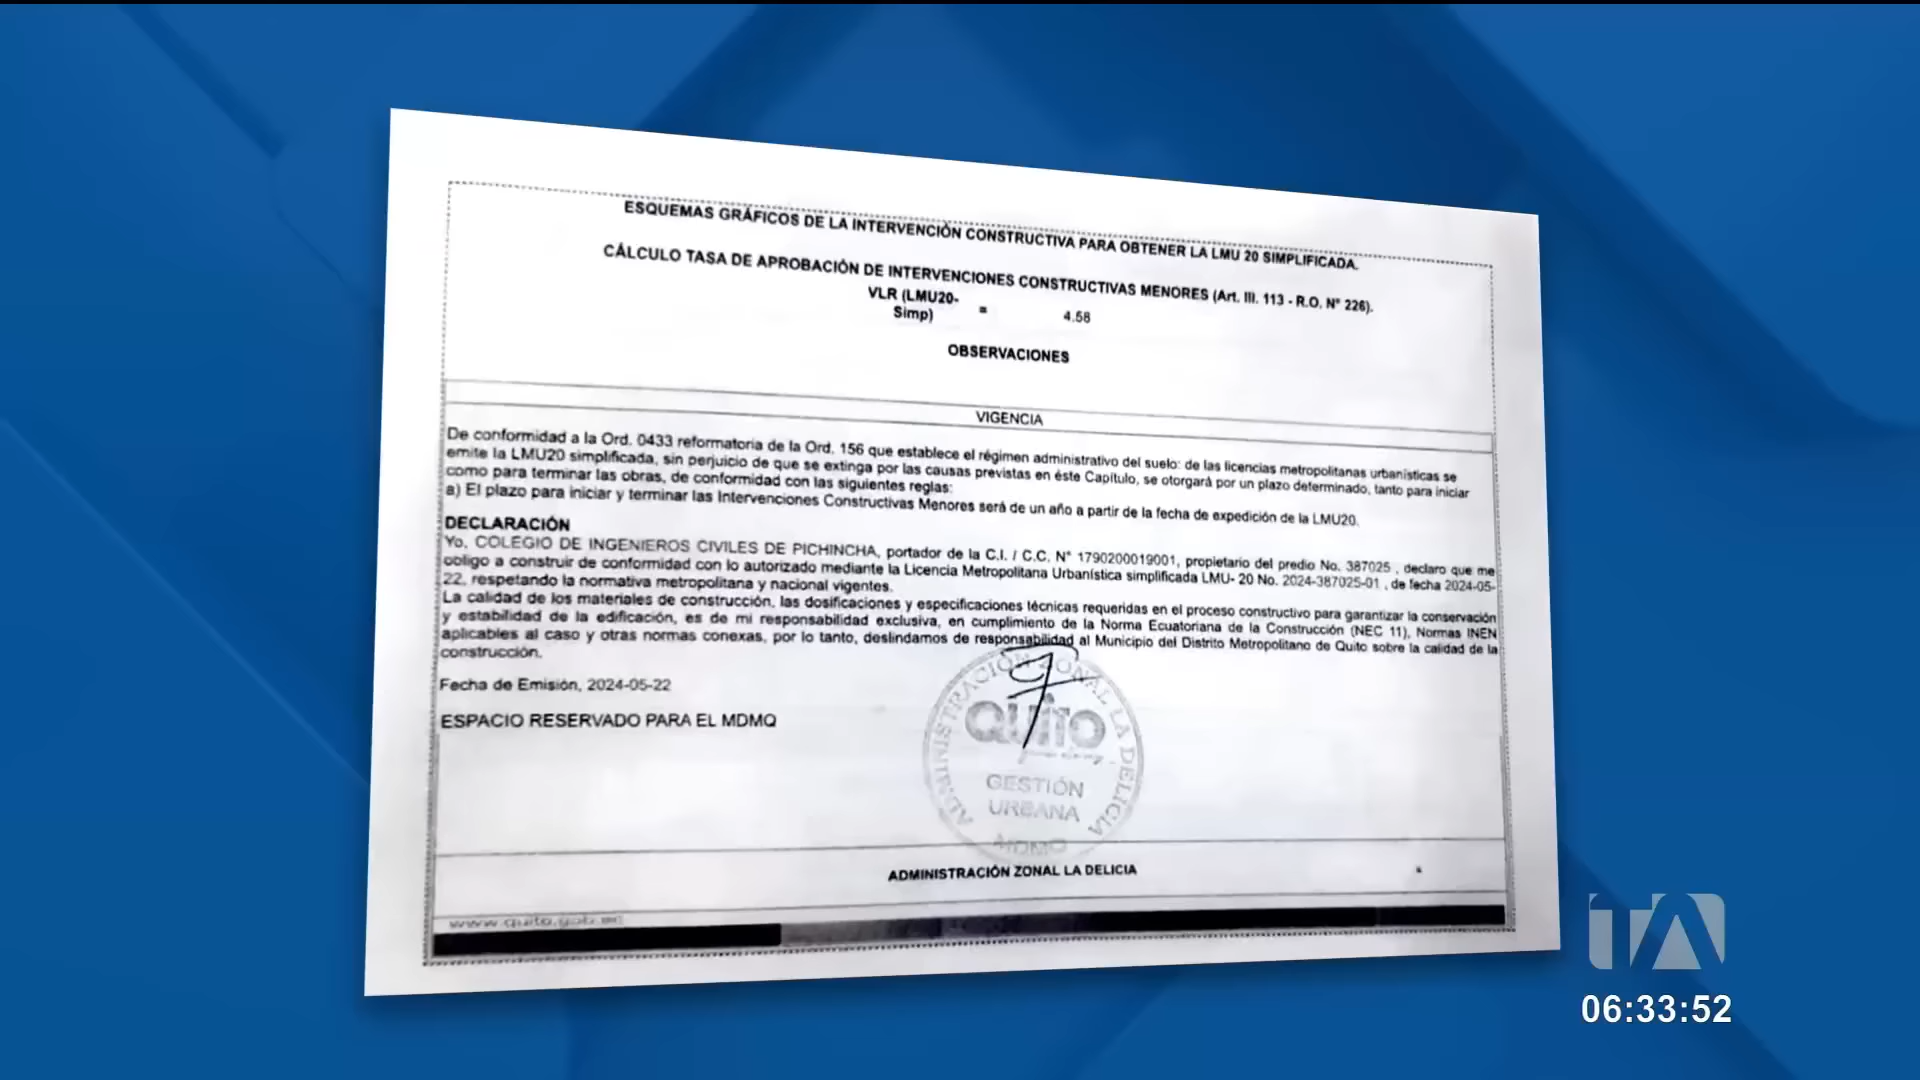 ESQUEMAS GRÁFICOS DE LA INTERVENCIÓN CONSTRUCTIVA PARA OBTENER LA LMU 20 SIMPLIFICADA.
CÁLCULO TASA DE APROBACIÓN DE INTERVENCIONES CONSTRUCTIVAS MENORES (Art. III. 113 - R.O. N° 226).
VLR (LMU20-
Simp) = 4.58
OBSERVACIONES
VIGENCIA
De conformidad a la Ord. 0433 reformatoria de la Ord. 156 que establece el régimen administrativo del suelo: de las licencias metropolitanas urbanísticas se
emite la LMU20 simplificada, sin perjuicio de que se extinga por las causas previstas en éste Capítulo, se otorgará por un plazo determinado, tanto para iniciar
como para terminar las obras, de conformidad con las siguientes reglas:
a) El plazo para iniciar y terminar las Intervenciones Constructivas Menores será de un año a partir de la fecha de expedición de la LMU20.
DECLARACIÓN
Yo, COLEGIO DE INGENIEROS CIVILES DE PICHINCHA, portador de la C.I. / C.C. N° 1790200019001, propietario del predio No. 387025 , declaro que me
obligo a construir de conformidad con lo autorizado mediante la Licencia Metropolitana Urbanística simplificada LMU- 20 No. 2024-387025-01 , de fecha 2024-05-
22, respetando la normativa metropolitana y nacional vigentes.
La calidad de los materiales de construcción, las dosificaciones y especificaciones técnicas requeridas en el proceso constructivo para garantizar la conservación
y estabilidad de la edificación, es de mi responsabilidad exclusiva, en cumplimiento de la Norma Ecuatoriana de la Construcción (NEC 11), Normas INEN
aplicables al caso y otras normas conexas, por lo tanto, deslindamos de responsabilidad al Municipio del Distrito Metropolitano de Quito sobre la calidad de la
construcción.
Fecha de Emisión, 2024-05-22
ESPACIO RESERVADO PARA EL MDMQ
ADMINISTRACIÓN ZONAL LA DELICIA
Quito
GESTIÓN
URBANA
MDMQ
ADMINISTRACIÓN ZONAL LA DELICIA
www.quito.gob.ec
TA
06:33:52